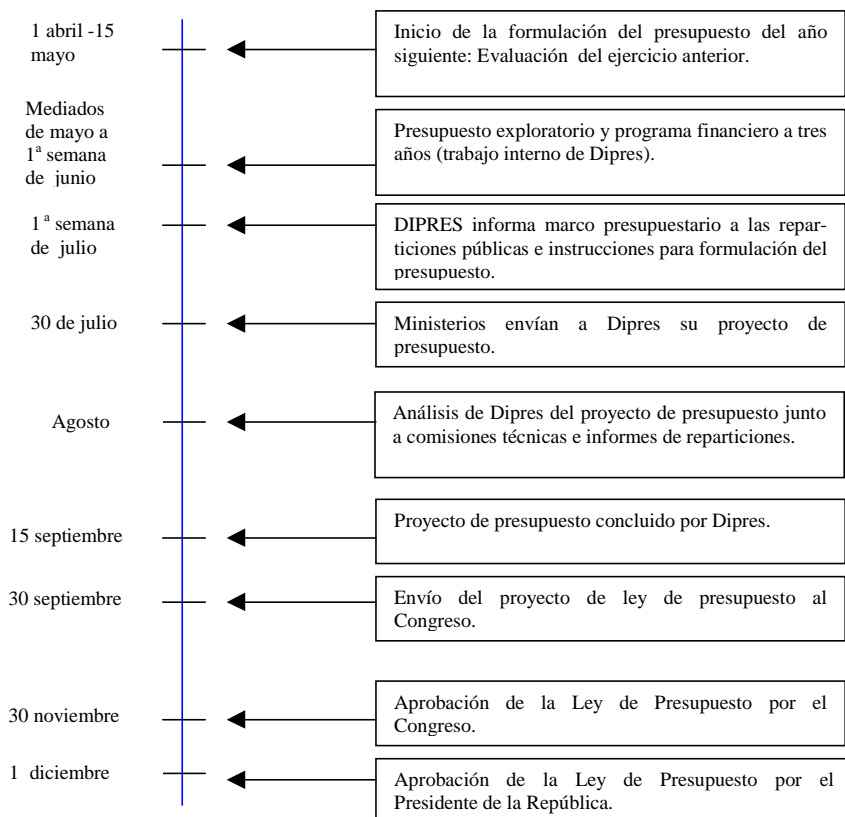 1 abril -15
mayo
Inicio de la formulación del presupuesto del año
siguiente: Evaluación del ejercicio anterior.
Mediados
de mayo a
1ª semana
de junio
Presupuesto exploratorio y programa financiero a tres
años (trabajo interno de Dipres).
1 ª semana
de julio
DIPRES informa marco presupuestario a las repar-
ticiones públicas e instrucciones para formulación del
presupuesto.
30 de julio
Ministerios envían a Dipres su proyecto de
presupuesto.
Agosto
Análisis de Dipres del proyecto de presupuesto junto
a comisiones técnicas e informes de reparticiones.
15 septiembre
Proyecto de presupuesto concluido por Dipres.
30 septiembre
Envío del proyecto de ley de presupuesto al
Congreso.
30 noviembre
Aprobación de la Ley de Presupuesto por el
Congreso.
1 diciembre
Aprobación de la Ley de Presupuesto por el
Presidente de la República.